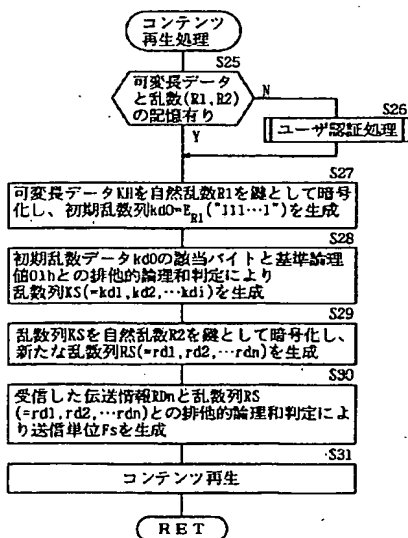 コンテンツ
再生処理
S25
可変長データ
と乱数(R1,R2)
の記憶有り
N
S26
ユーザ認証処理
Y
S27
可変長データKHを自然乱数R1を鍵として暗号
化し、初期乱数列kd0=ER1("111…1")を生成
S28
初期乱数データkd0の該当バイトと基準論理
値01hとの排他的論理和判定により
乱数列KS(=kd1,kd2,…kdi)を生成
S29
乱数列KSを自然乱数R2を鍵として暗号化し、
新たな乱数列RS(=rd1,rd2,…rdn)を生成
S30
受信した伝送情報RDnと乱数列RS
(=rd1,rd2,…rdn)との排他的論理和判定によ
り送信単位Fsを生成
S31
コンテンツ再生
RET